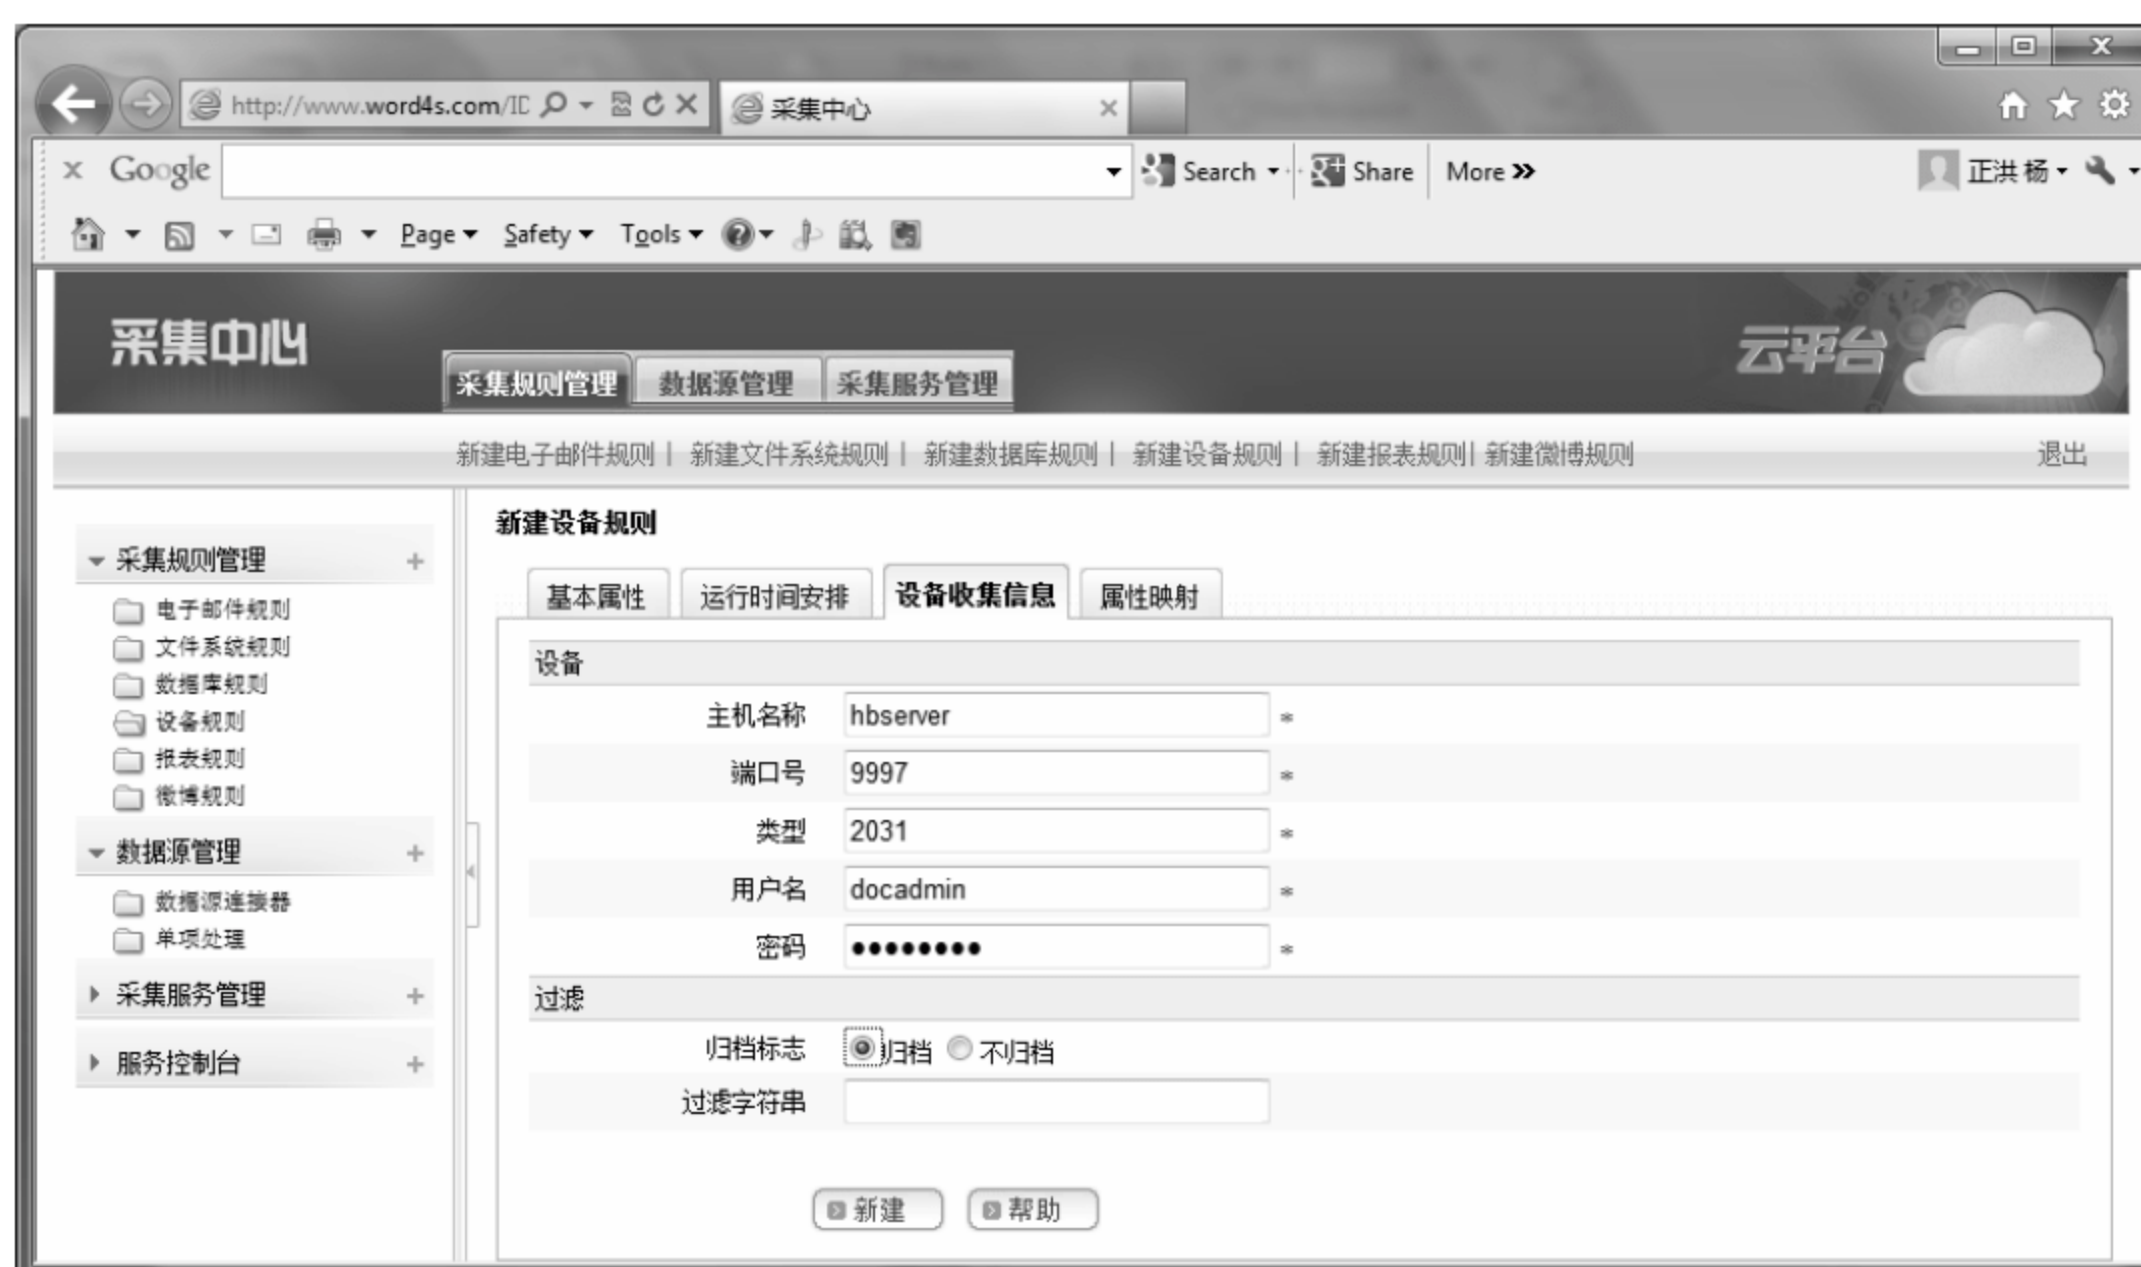 http://www.word4s.com/ID
采集中心
Google
Search
Share
More
正洪 杨
Page
Safety
Tools
采集中心
采集规则管理
数据源管理
采集服务管理
云平台
新建电子邮件规则 | 新建文件系统规则 | 新建数据库规则 | 新建设备规则 | 新建报表规则 | 新建微博规则
退出
采集规则管理
电子邮件规则
文件系统规则
数据库规则
设备规则
报表规则
微博规则
数据源管理
数据源连接器
单项处理
采集服务管理
服务控制台
新建设备规则
基本属性
运行时间安排
设备收集信息
属性映射
设备
主机名称 hbserver *
端口号 9997 *
类型 2031 *
用户名 docadmin *
密码 ●●●●●●●● *
过滤
归档标志 归档 不归档
过滤字符串
新建
帮助